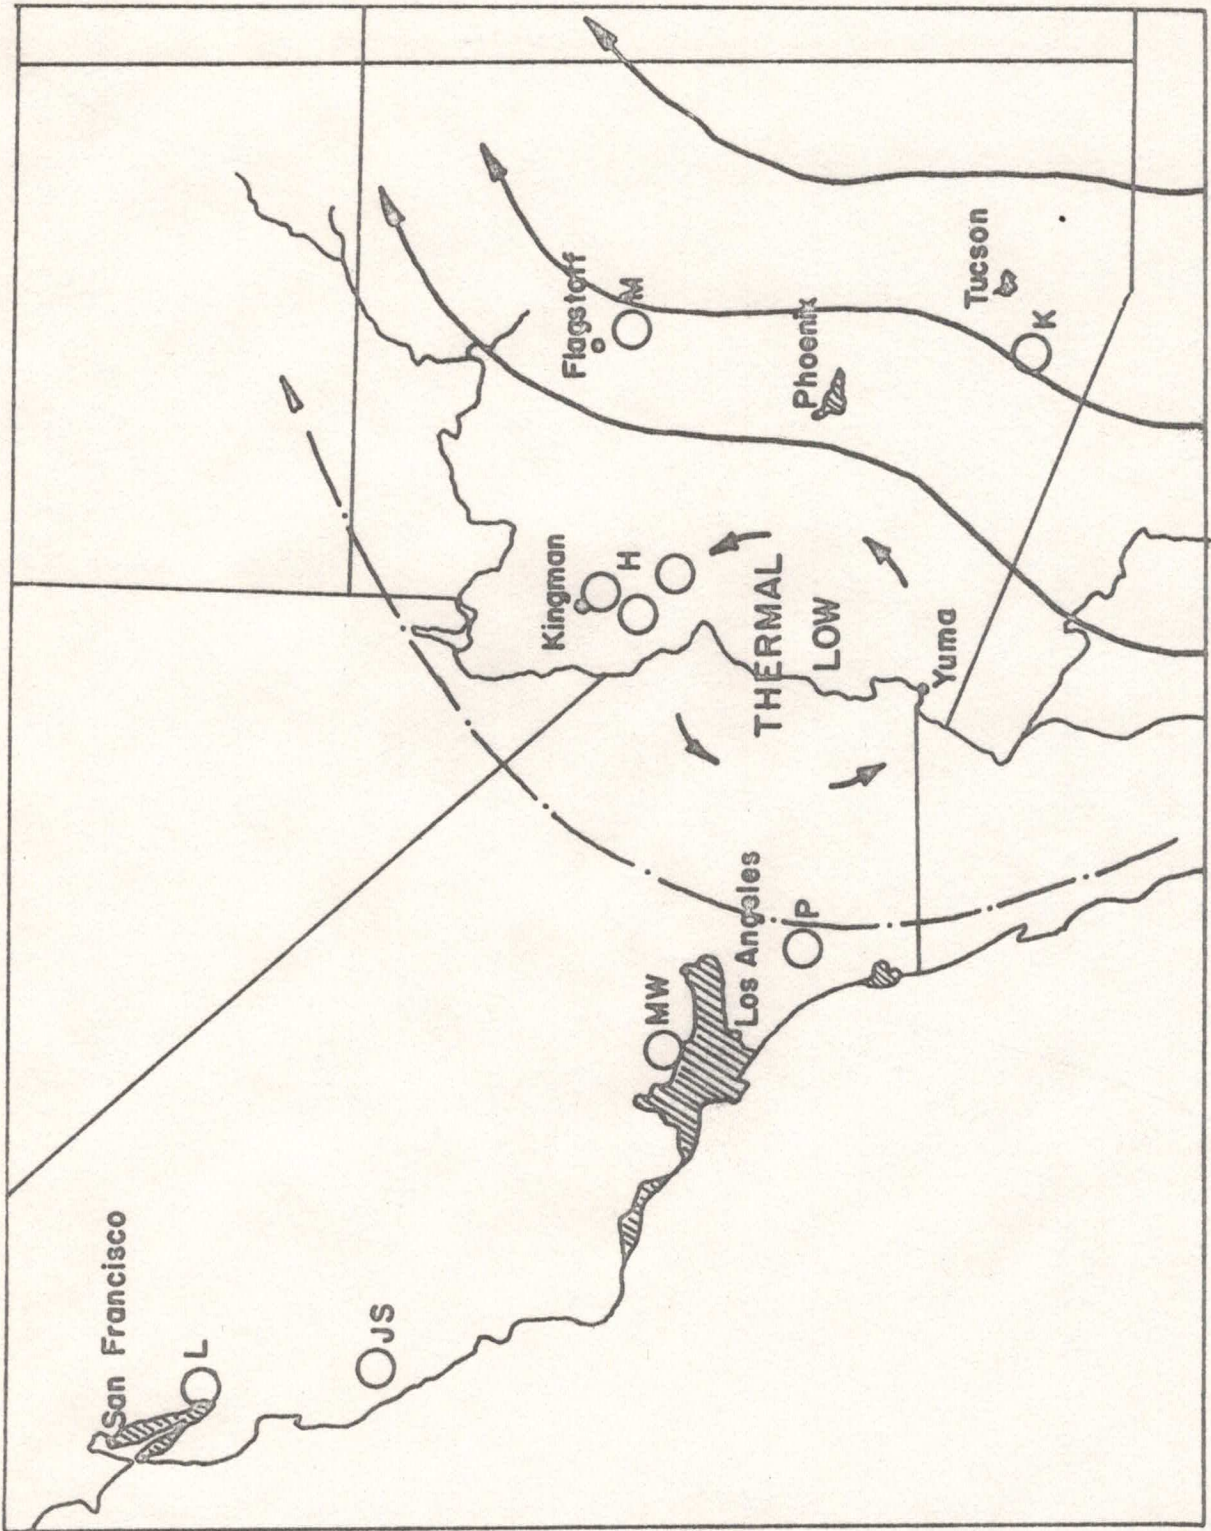 San Francisco
L
JS
MW
Los Angeles
P
Kingman
H
THERMAL
LOW
Yuma
Flagstaff
M
Phoenix
Tucson
K